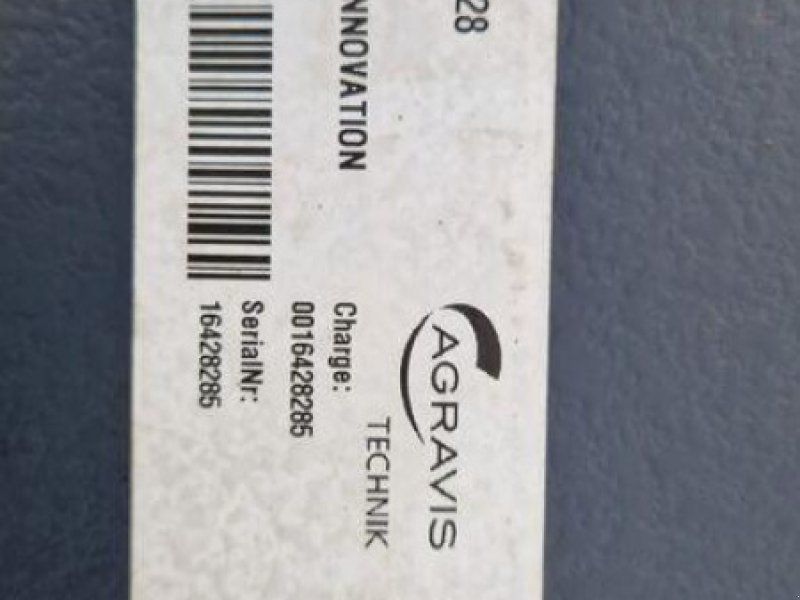 28
AGRAVIS
TECHNIK
NNOVATION
Charge:
0016428285
SerialNr:
16428285